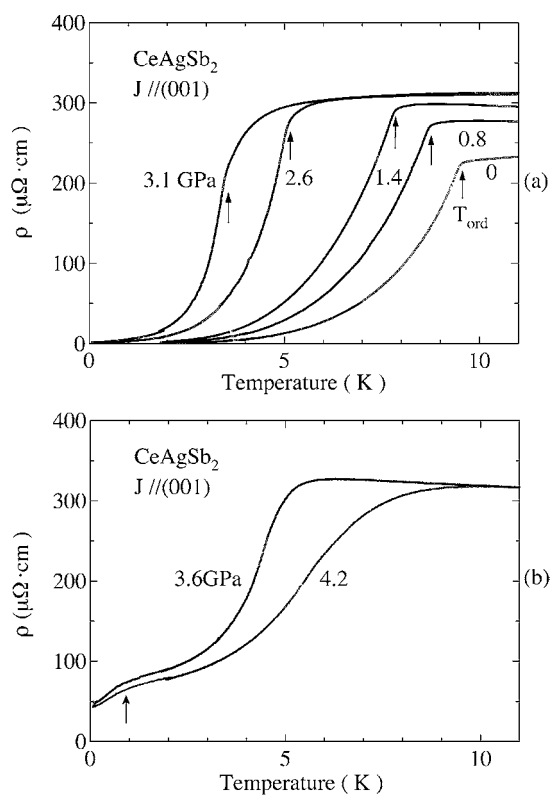 400
CeAgSb₂
J //(001)
300
ρ (μΩ·cm)
200
3.1 GPa
2.6
1.4
0.8
0
(a)
T_ord
100
0
0
5
10
Temperature ( K )
400
CeAgSb₂
J //(001)
300
ρ (μΩ·cm)
200
3.6GPa
4.2
(b)
100
0
0
5
10
Temperature ( K )